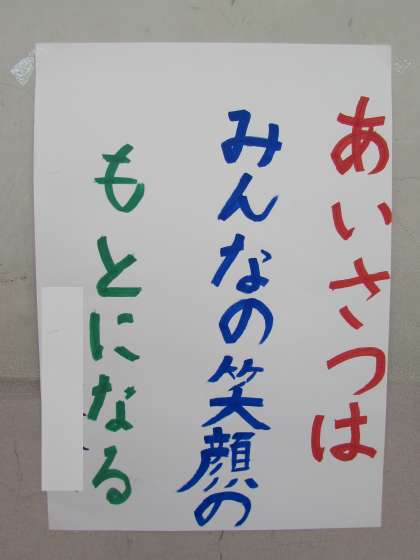 あいさつは
みんなの笑顔の
もとになる